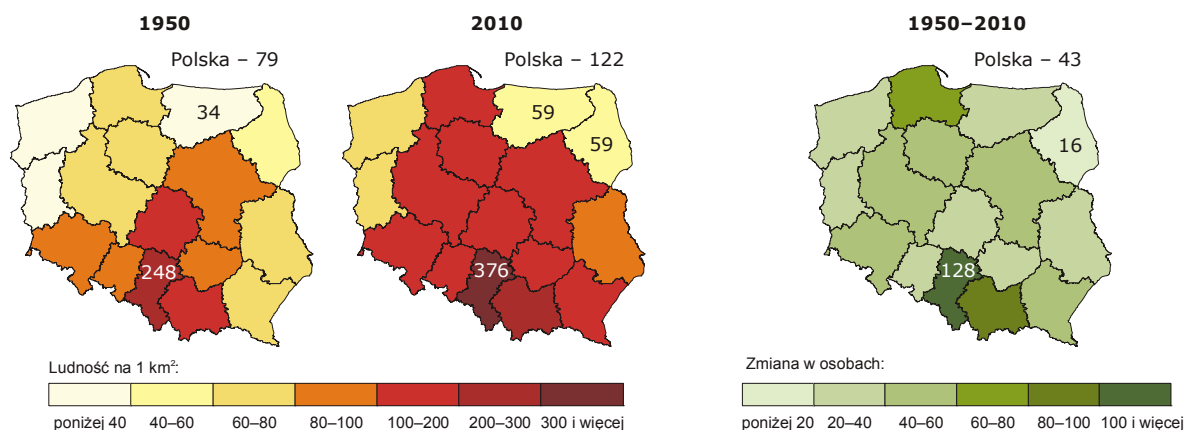 1950
2010
1950–2010
Polska – 79
Polska – 122
Polska – 43
34
59
59
16
248
376
128
Ludność na 1 km²:
poniżej 40 40–60 60–80 80–100 100–200 200–300 300 i więcej
Zmiana w osobach:
poniżej 20 20–40 40–60 60–80 80–100 100 i więcej